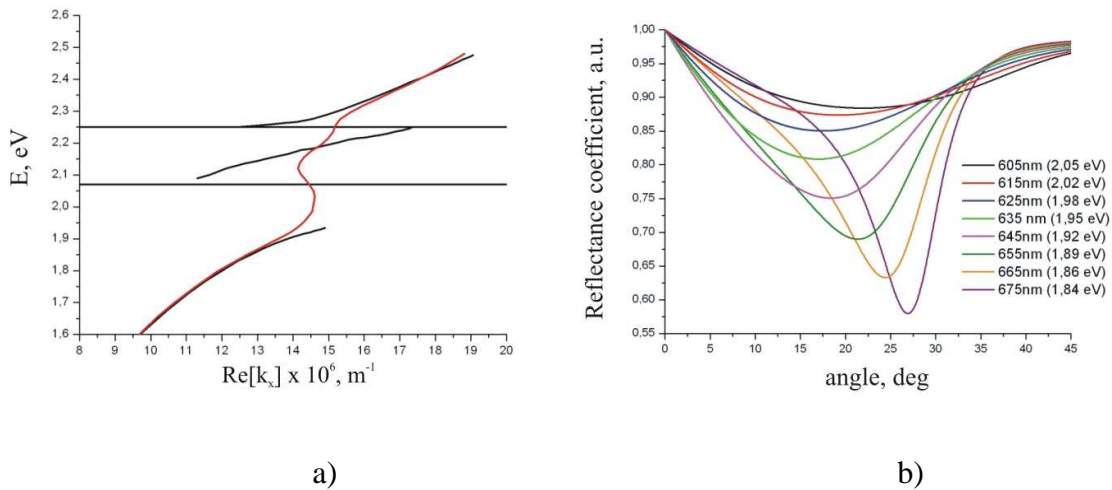 2,6
2,5
2,4
2,3
2,2
2,1
2,0
1,9
1,8
1,7
1,6
E, eV
8 9 10 11 12 13 14 15 16 17 18 19 20
Re[kₓ] x 10⁶, m⁻¹
a)
1,00
0,95
0,90
0,85
0,80
0,75
0,70
0,65
0,60
0,55
Reflectance coefficient, a.u.
0 5 10 15 20 25 30 35 40 45
angle, deg
605nm (2,05 eV)
615nm (2,02 eV)
625nm (1,98 eV)
635 nm (1,95 eV)
645nm (1,92 eV)
655nm (1,89 eV)
665nm (1,86 eV)
675nm (1,84 eV)
b)